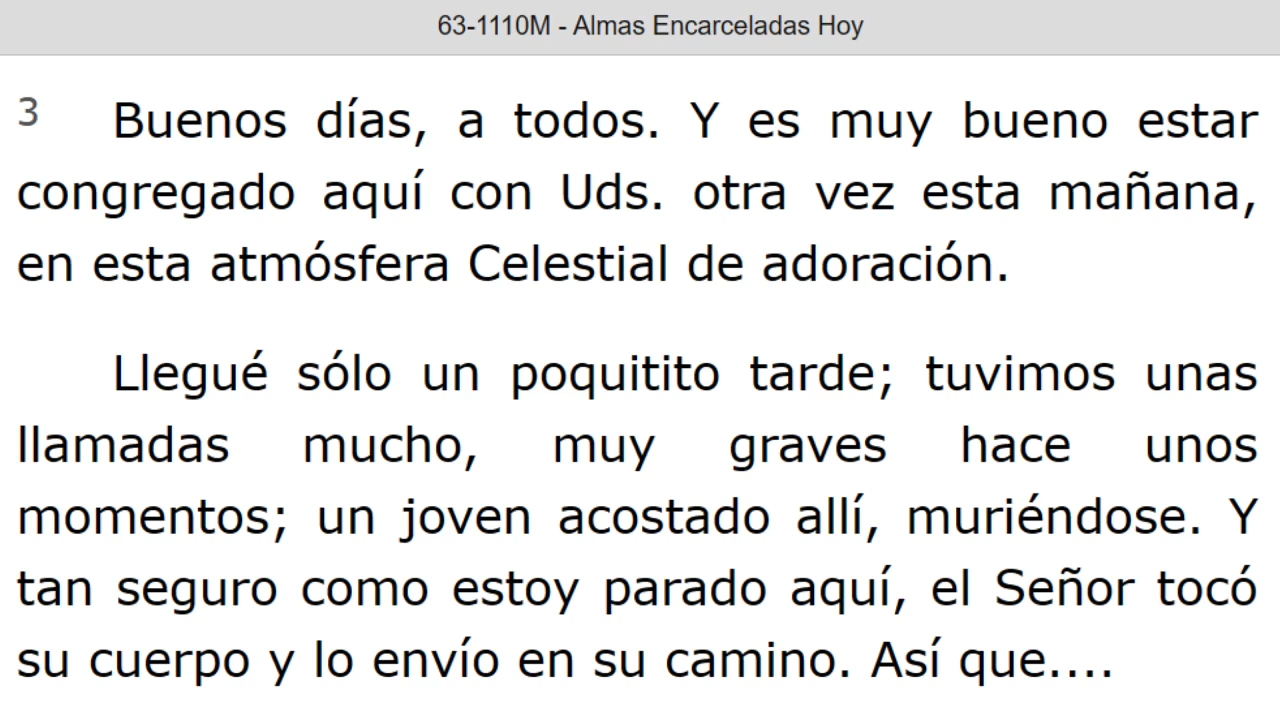 63-1110M - Almas Encarceladas Hoy
3 Buenos días, a todos. Y es muy bueno estar
congregado aquí con Uds. otra vez esta mañana,
en esta atmósfera Celestial de adoración.
Llegué sólo un poquitito tarde; tuvimos unas
llamadas mucho, muy graves hace unos
momentos; un joven acostado allí, muriéndose. Y
tan seguro como estoy parado aquí, el Señor tocó
su cuerpo y lo envío en su camino. Así que....